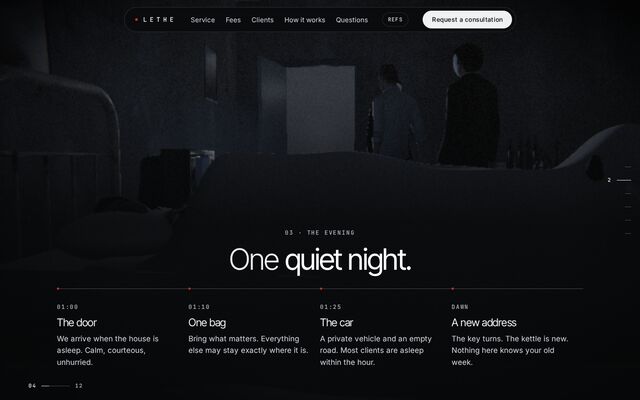 LETHE Service Fees Clients How it works Questions REFS Request a consultation
2
03 · THE EVENING
One quiet night.
01:00
The door
We arrive when the house is
asleep. Calm, courteous,
unhurried.
01:10
One bag
Bring what matters. Everything
else may stay exactly where it is.
01:25
The car
A private vehicle and an empty
road. Most clients are asleep
within the hour.
DAWN
A new address
The key turns. The kettle is new.
Nothing here knows your old
week.
04 12